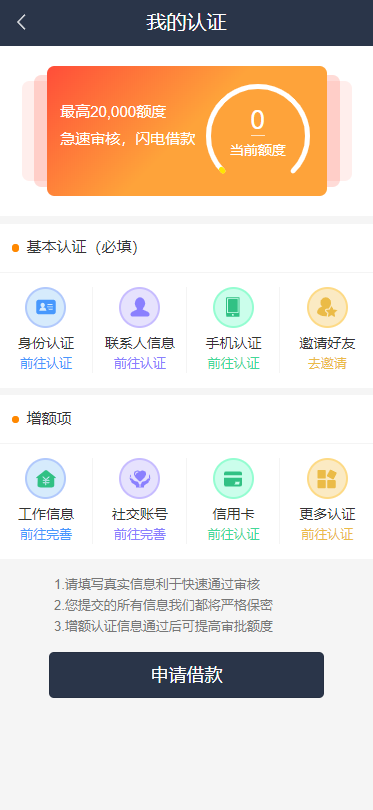 我的认证
最高20,000额度
急速审核，闪电借款
0
当前额度
基本认证（必填）
身份认证 联系人信息 手机认证 邀请好友
前往认证 前往认证 前往认证 去邀请
增额项
工作信息 社交账号 信用卡 更多认证
前往完善 前往完善 前往认证 前往认证
1.请填写真实信息利于快速通过审核
2.您提交的所有信息我们都将严格保密
3.增额认证信息通过后可提高审批额度
申请借款